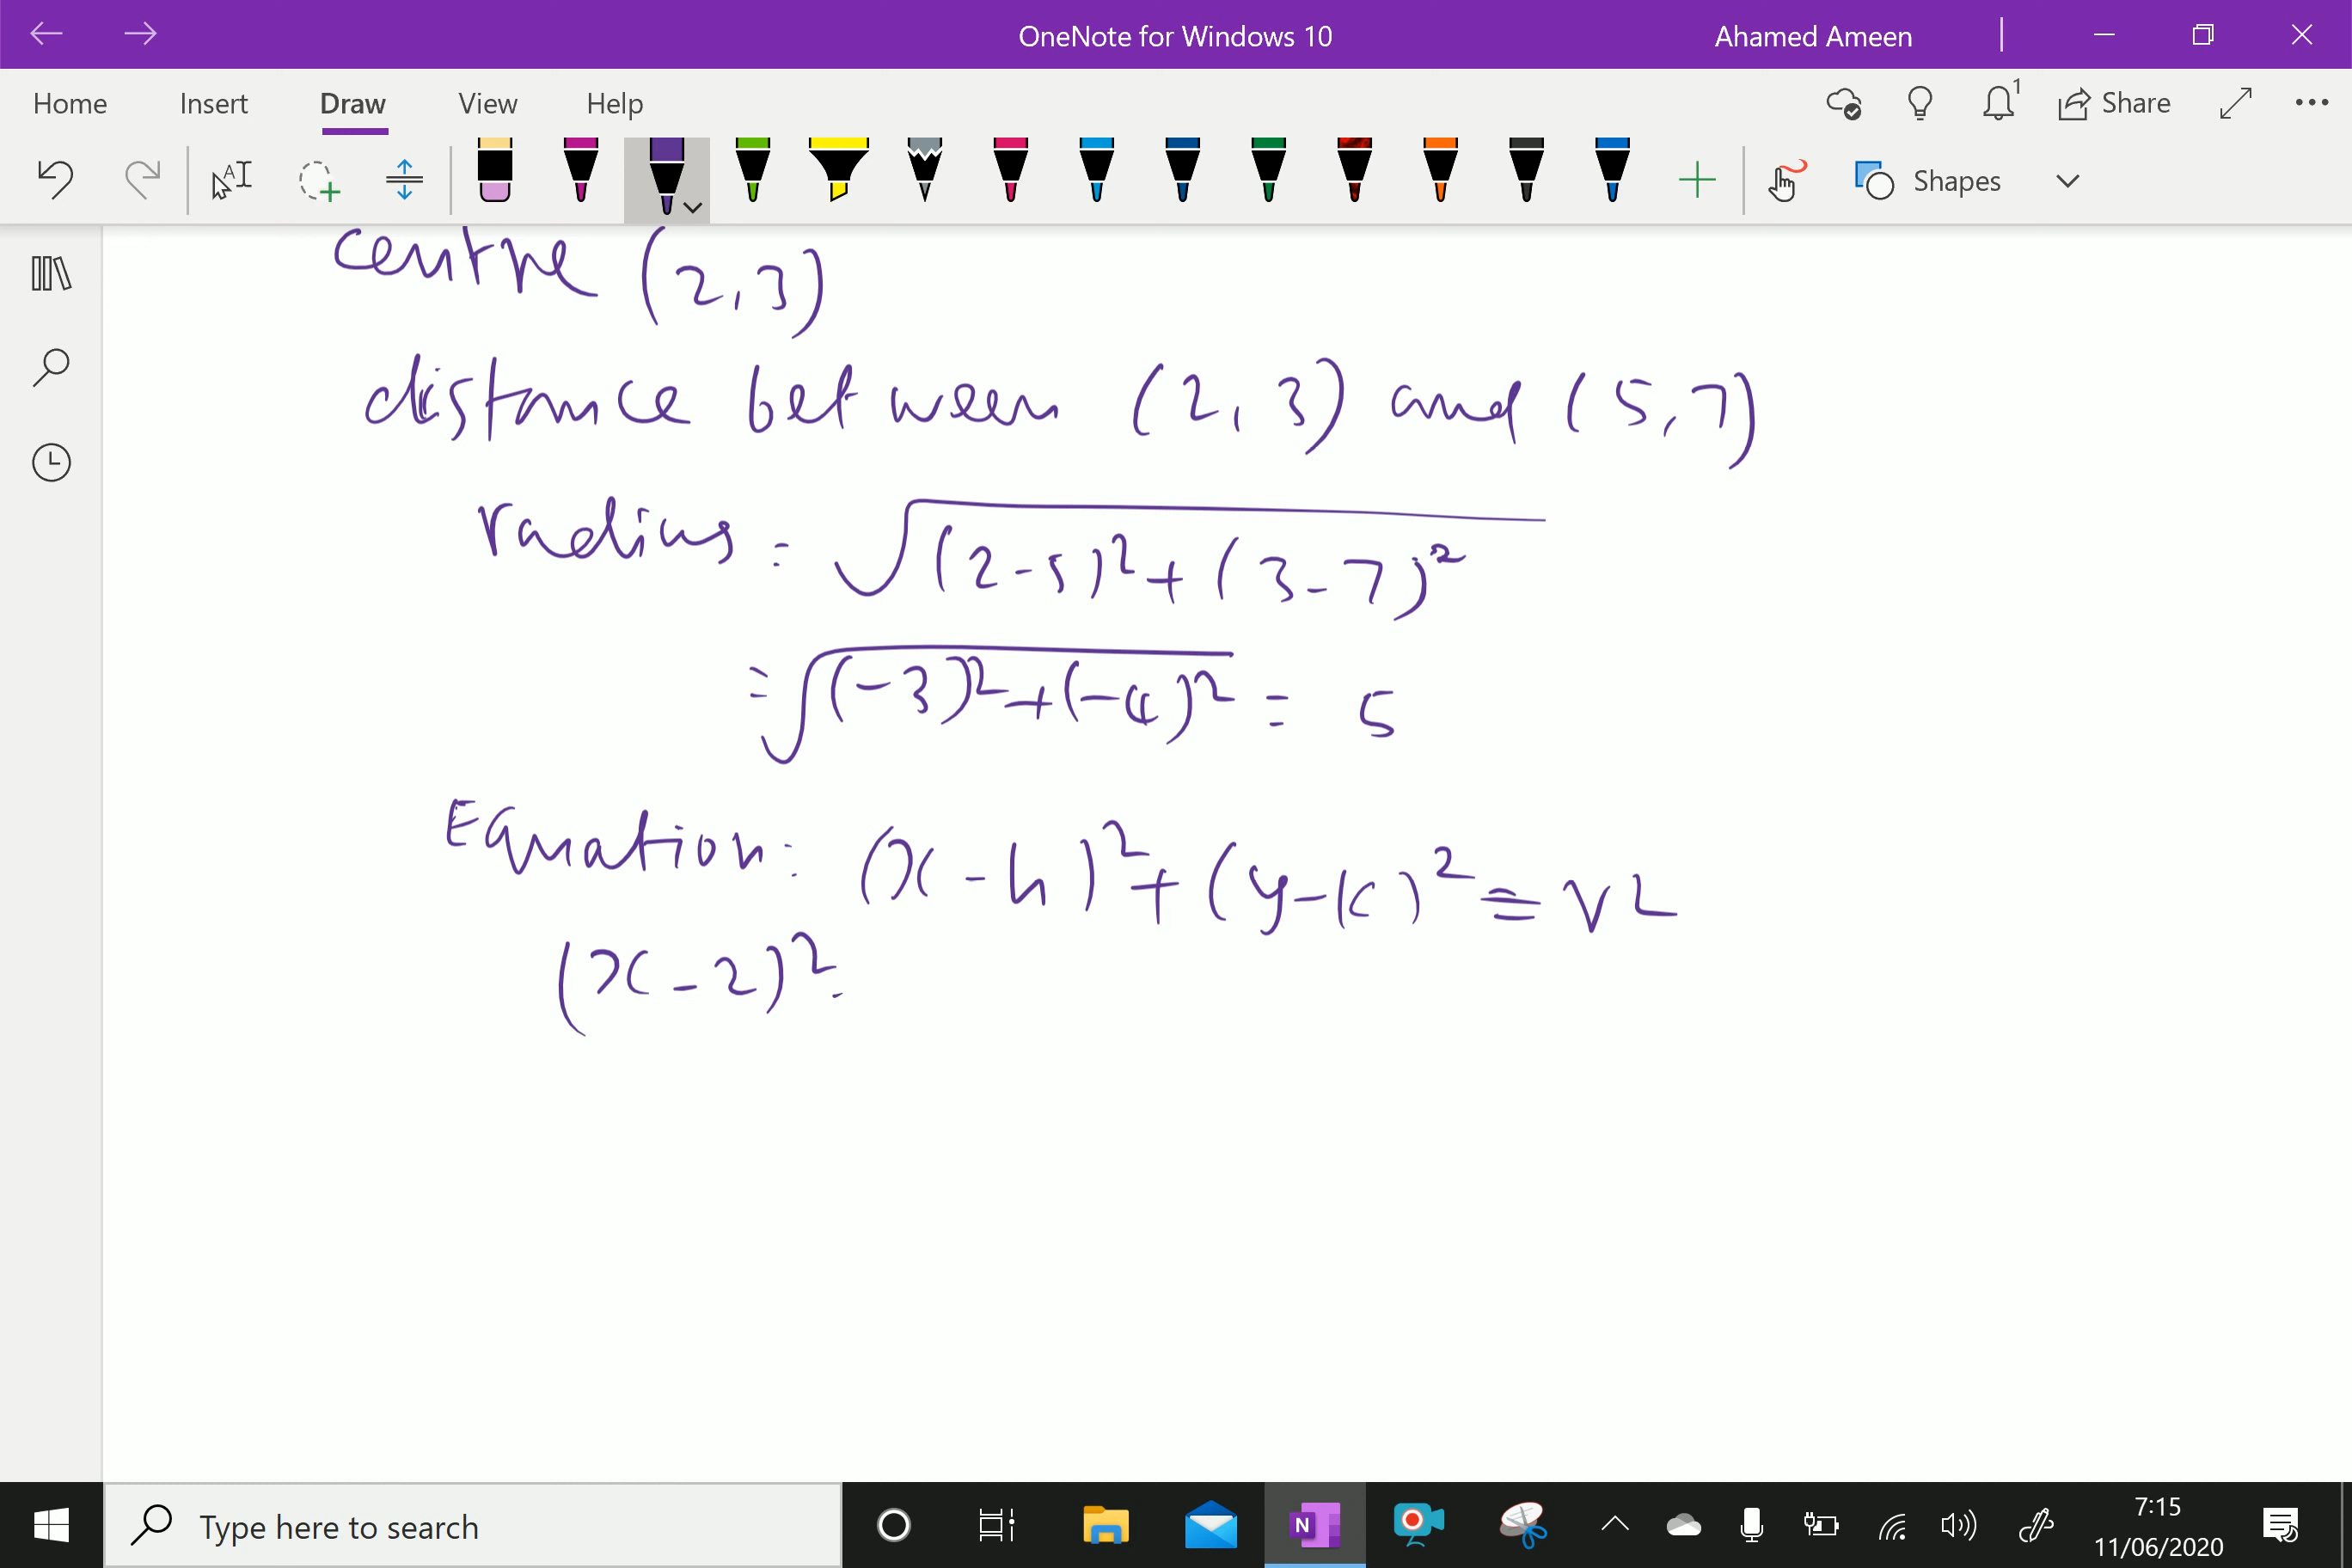 OneNote for Windows 10
Ahamed Ameen
Home Insert Draw View Help
1 Share
Shapes
centre (2,3)
distance between (2, 3) and (5,7)
radius = √(2-5)²+(3-7)²
= √(-3)²+(-4)² = 5
Equation: (x-h)²+(y-k)² = r²
(x-2)²
Type here to search
N
7:15
11/06/2020